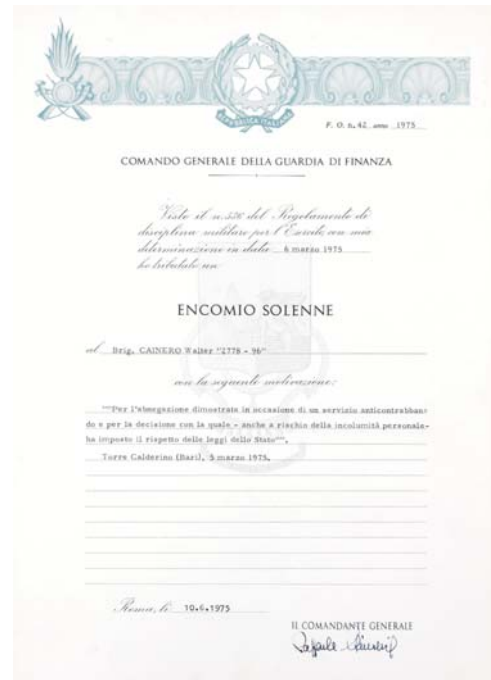 REPUBBLICA ITALIANA
F. O. n. 42 anno 1975
COMANDO GENERALE DELLA GUARDIA DI FINANZA
Visto il n. del Regolamento di
disciplina militare per l'Esercito con mia
determinazione in data 6 marzo 1975
ho tributato un
ENCOMIO SOLENNE
al Brig. CAINERO Walter "2778 - 96"
con la seguente motivazione:
""Per l'abnegazione dimostrata in occasione di un servizio anticontrabban
do e per la decisione con la quale - anche a rischio della incolumità personale-
ha imposto il rispetto delle leggi dello Stato"".
Torre Calderino (Bari), 5 marzo 1975.
Roma, lì 10.6.1975
IL COMANDANTE GENERALE